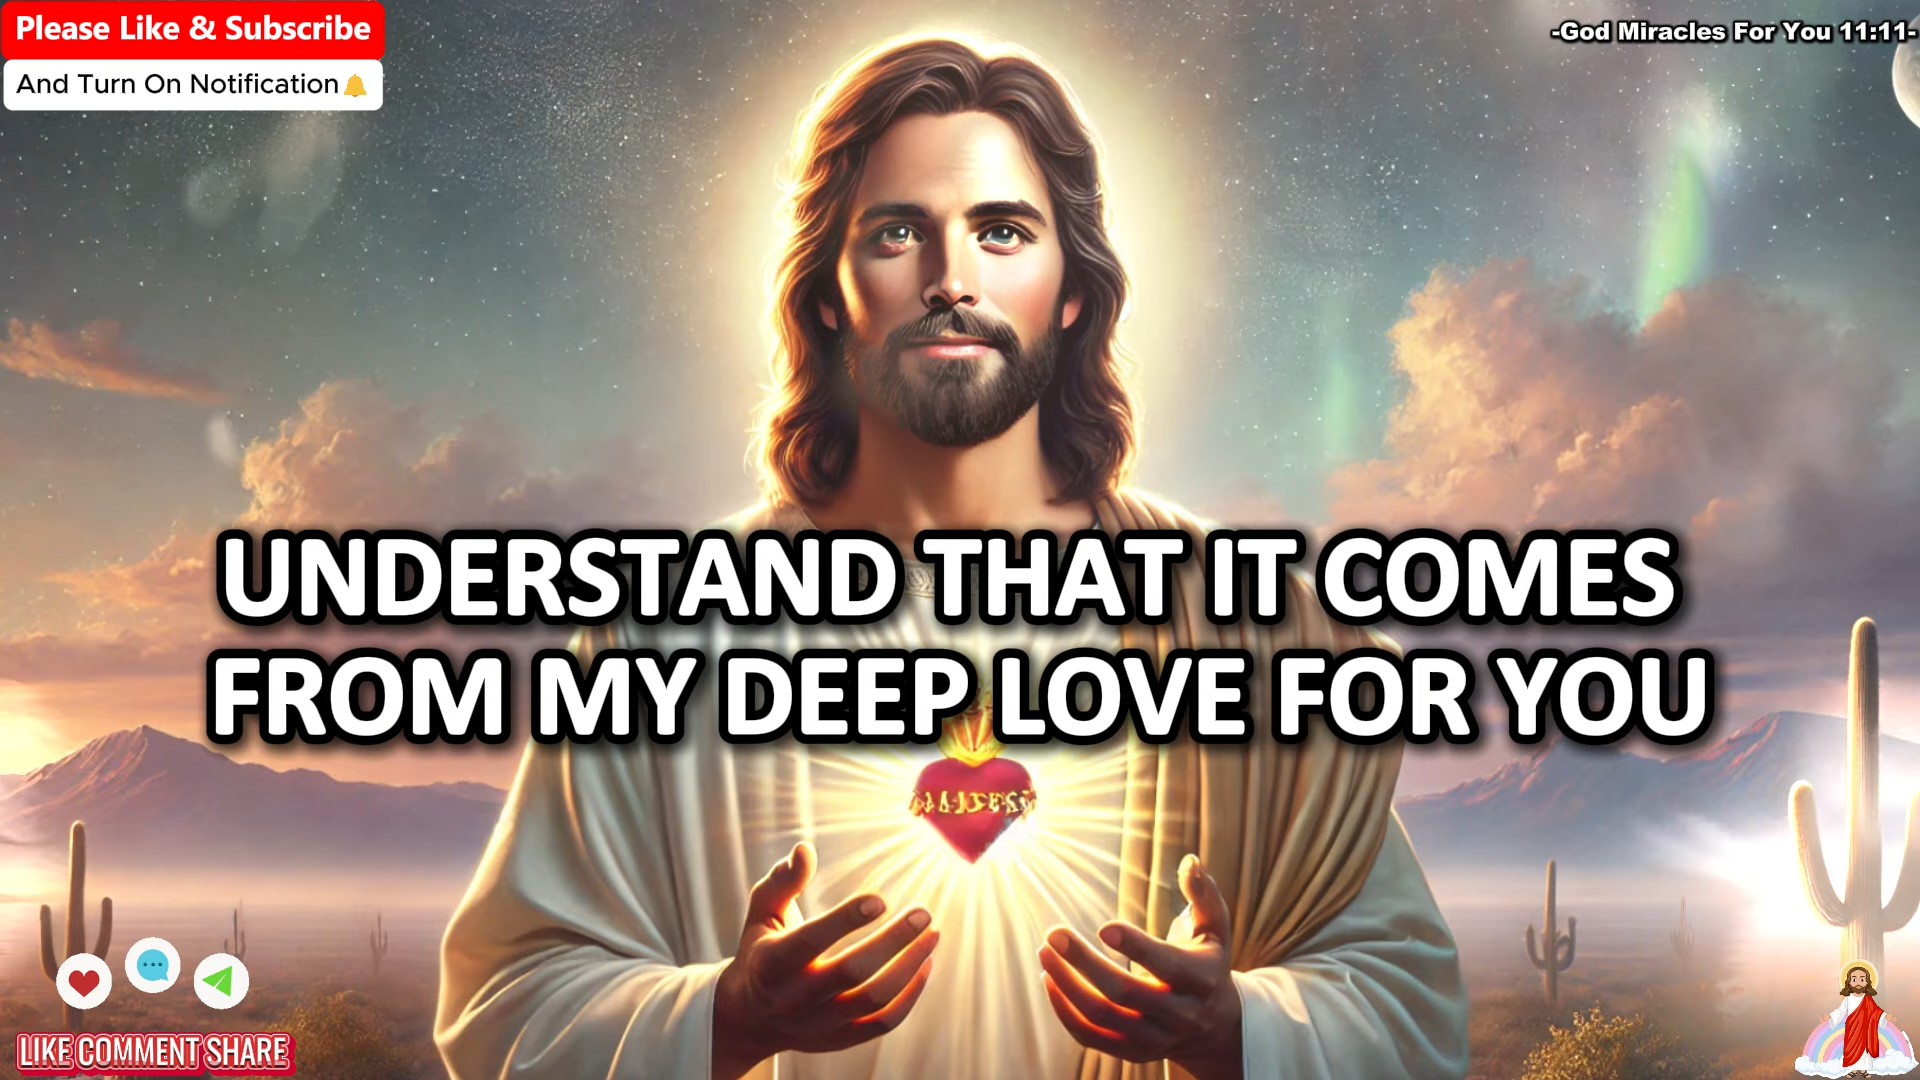 Please Like & Subscribe
And Turn On Notification
-God Miracles For You 11:11-
UNDERSTAND THAT IT COMES
FROM MY DEEP LOVE FOR YOU
LIKE COMMENT SHARE